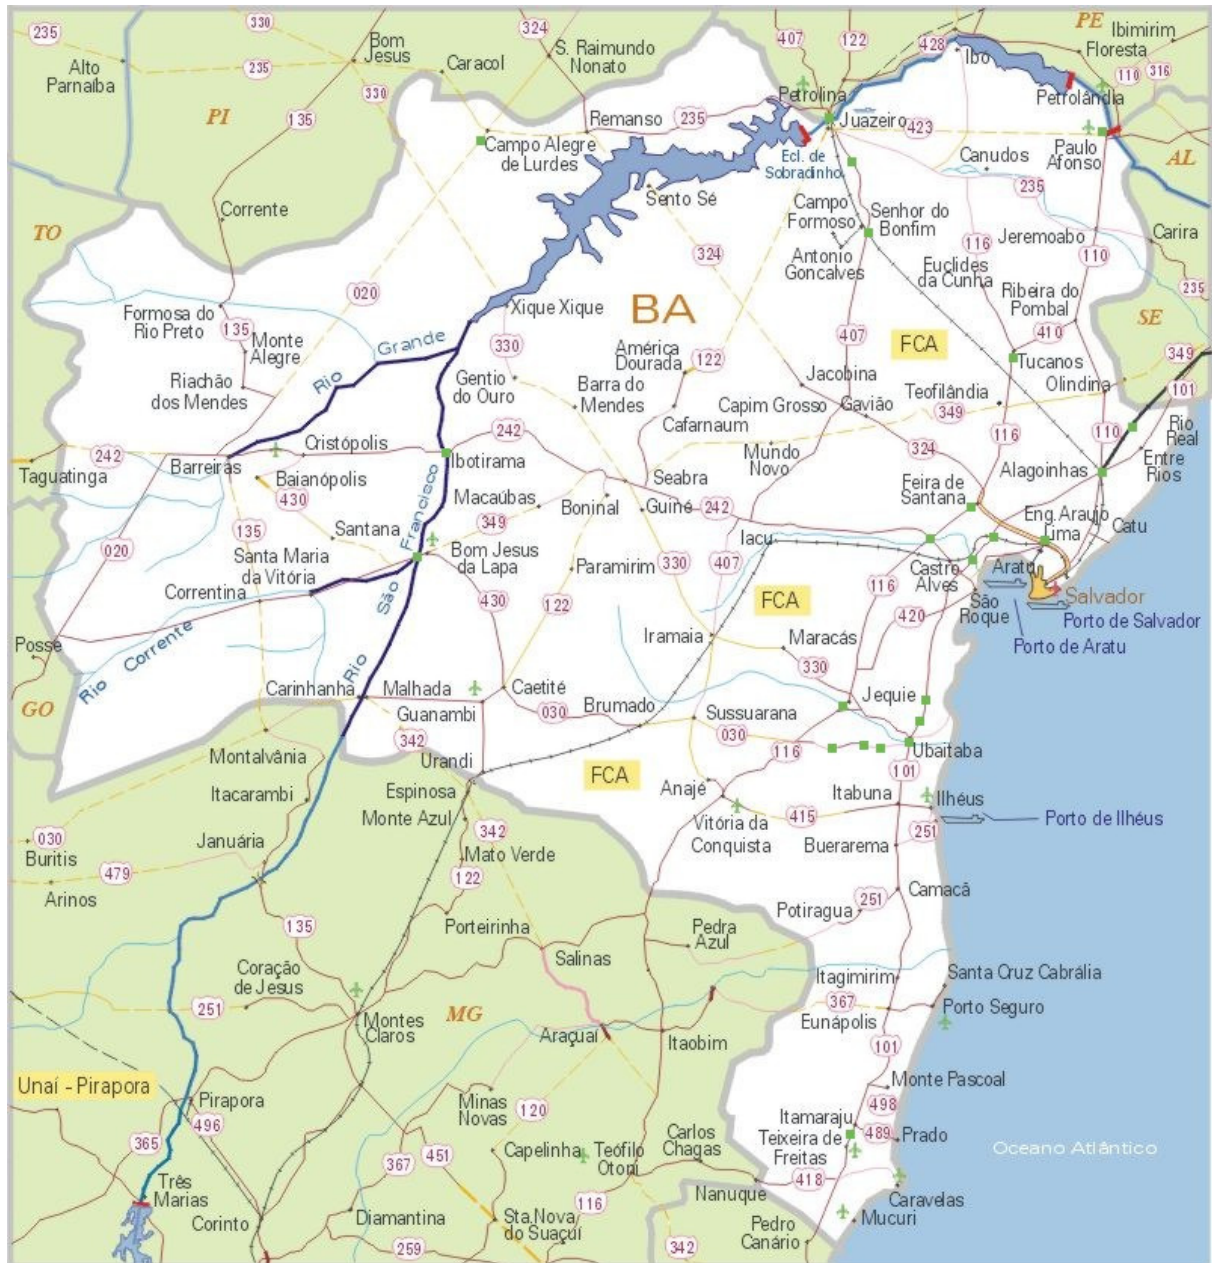 330
235
324
407
122
428
PE
Ibimirim
Floresta
110
316
Alto
Parnaíba
Bom
Jesus
235
Caracol
S. Raimundo
Nonato
Ibo
330
Petrolina
Petrolândia
PI
135
Remanso
235
Juazeiro
423
Campo Alegre
de Lurdes
Ecl. de
Sobradinho
Canudos
Paulo
Afonso
AL
235
Sento Sé
Corrente
Campo
Formoso
Senhor do
Bonfim
TO
324
116
Jeremoabo
Carira
Antonio
Goncalves
110
Euclides
da Cunha
235
020
Ribeira do
Pombal
Formosa do
Rio Preto
Xique Xique
BA
SE
135
407
410
Monte
Alegre
Rio Grande
330
América
Dourada
122
FCA
Tucanos
349
Riachão
dos Mendes
Gentio
do Ouro
Barra do
Mendes
Jacobina
Olindina
101
Teofilândia
349
Capim Grosso
Gavião
Cafarnaum
242
Cristópolis
242
324
116
110
Rio
Real
Taguatinga
Barreiras
Ibotirama
Mundo
Novo
Alagoinhas
Entre
Rios
Baianópolis
Seabra
430
Macaúbas
Boninal
Guiné
242
Feira de
Santana
135
Santana
349
Eng. Araujo
Lima
Catu
020
Santa Maria
da Vitória
Bom Jesus
da Lapa
Iacu
330
407
Castro
Alves
Aratu
Paramirim
Correntina
430
122
FCA
116
São
Roque
Salvador
420
Porto de Salvador
Posse
Rio Corrente
Rio São Francisco
Iramaia
Maracás
Porto de Aratu
330
GO
Carinhanha
Malhada
Caetité
Jequie
Guanambi
030
Brumado
Sussuarana
342
030
116
Ubaitaba
Montalvânia
Urandi
FCA
101
Espinosa
Anajé
Itabuna
Ilhéus
Itacarambi
Monte Azul
415
Porto de Ilhéus
030
342
Vitória da
Conquista
251
Januária
Buerarema
Buritis
Mato Verde
479
122
Arinos
Camacã
251
Potiragua
135
Porteirinha
Pedra
Azul
Salinas
Coração
de Jesus
Itagimirim
Santa Cruz Cabrália
251
MG
367
Porto Seguro
Montes
Claros
Eunápolis
Araçuaí
Itaobim
101
Unaí - Pirapora
Monte Pascoal
Pirapora
Minas
Novas
120
498
496
Itamaraju
489
Prado
365
451
Carlos
Chagas
Teixeira de
Freitas
Oceano Atlântico
367
Capelinha
Teófilo
Otoni
418
Três
Marias
Nanuque
Caravelas
116
Corinto
Diamantina
Sta.Nova
do Suaçuí
Mucuri
Pedro
Canário
259
342